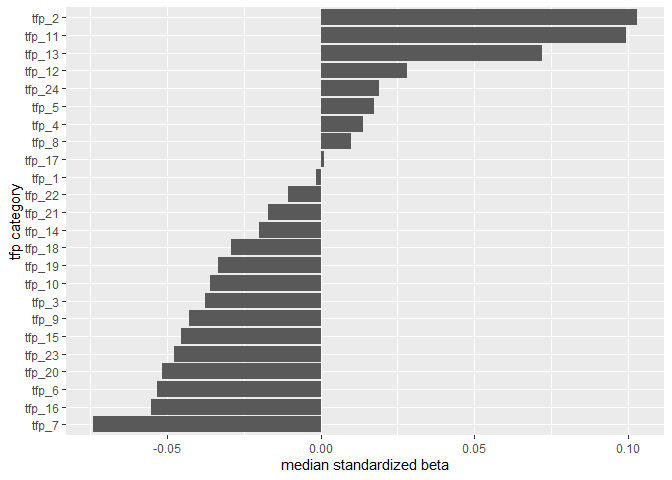 tfp_2
tfp_11
tfp_13
tfp_12
tfp_24
tfp_5
tfp_4
tfp_8
tfp_17
tfp_1
tfp_22
tfp_21
tfp_14
tfp_18
tfp_19
tfp_10
tfp_3
tfp_9
tfp_15
tfp_23
tfp_20
tfp_6
tfp_16
tfp_7
tfp category
-0.05 0.00 0.05 0.10
median standardized beta